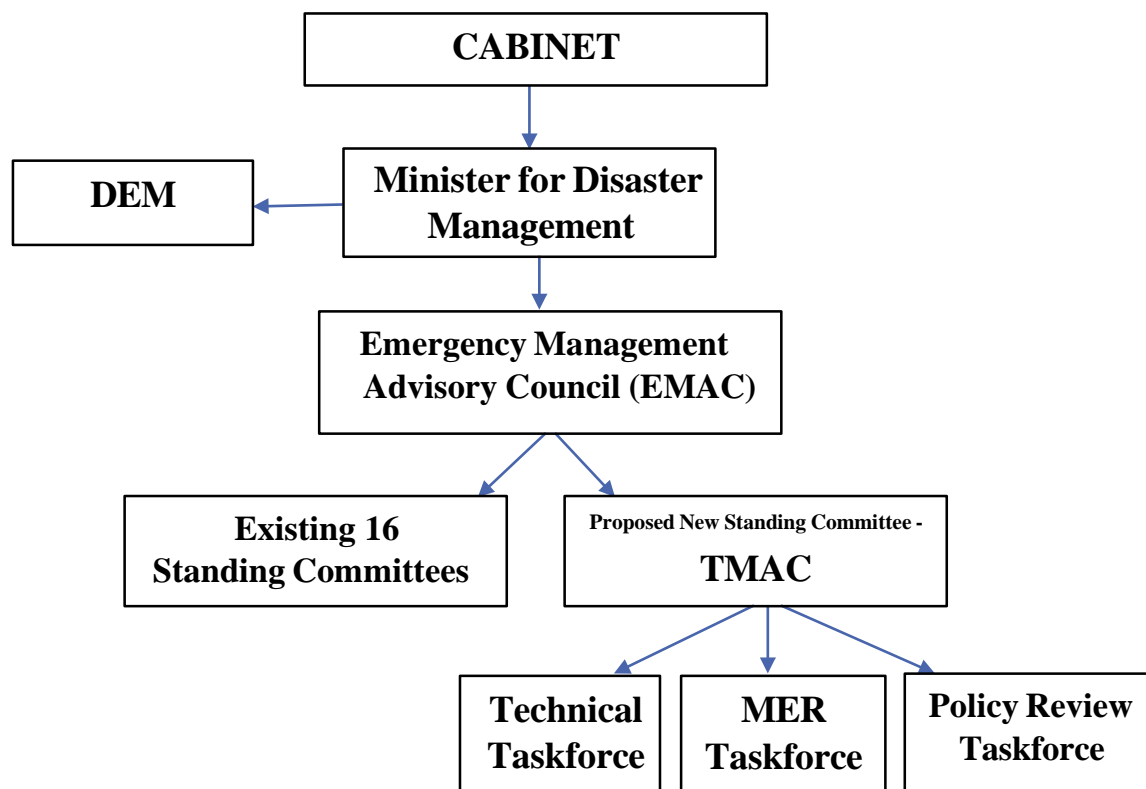 CABINET
DEM
Minister for Disaster
Management
Emergency Management
Advisory Council (EMAC)
Existing 16
Standing Committees
Proposed New Standing Committee -
TMAC
Technical
Taskforce
MER
Taskforce
Policy Review
Taskforce